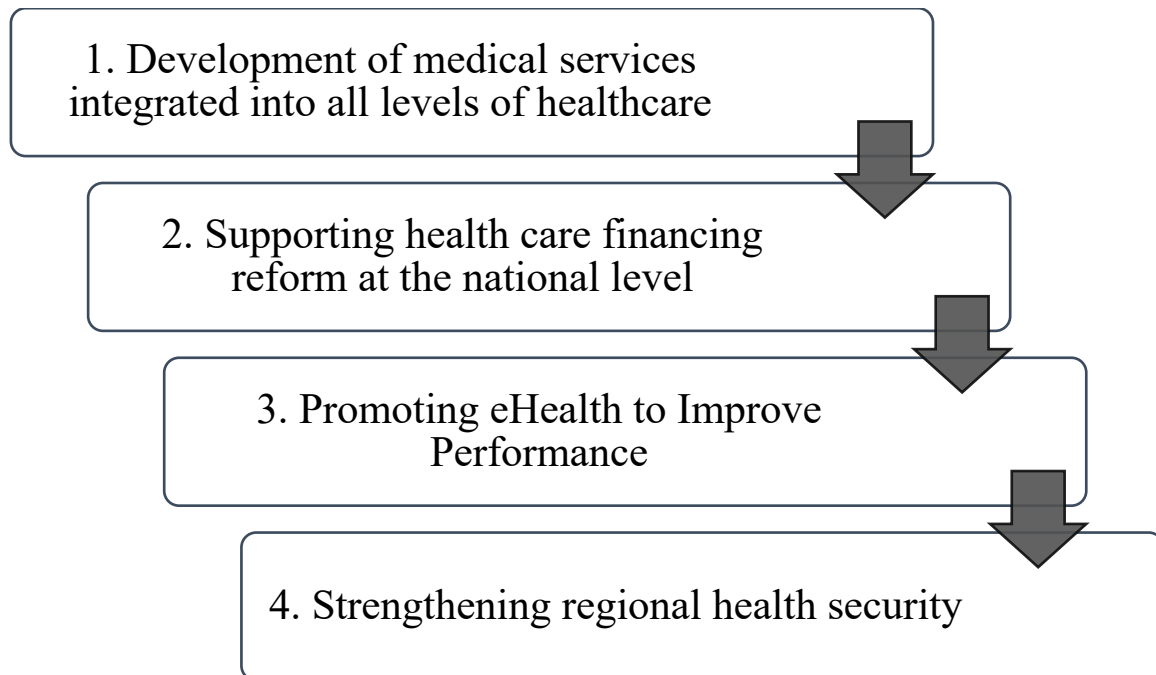 1. Development of medical services
integrated into all levels of healthcare
2. Supporting health care financing
reform at the national level
3. Promoting eHealth to Improve
Performance
4. Strengthening regional health security